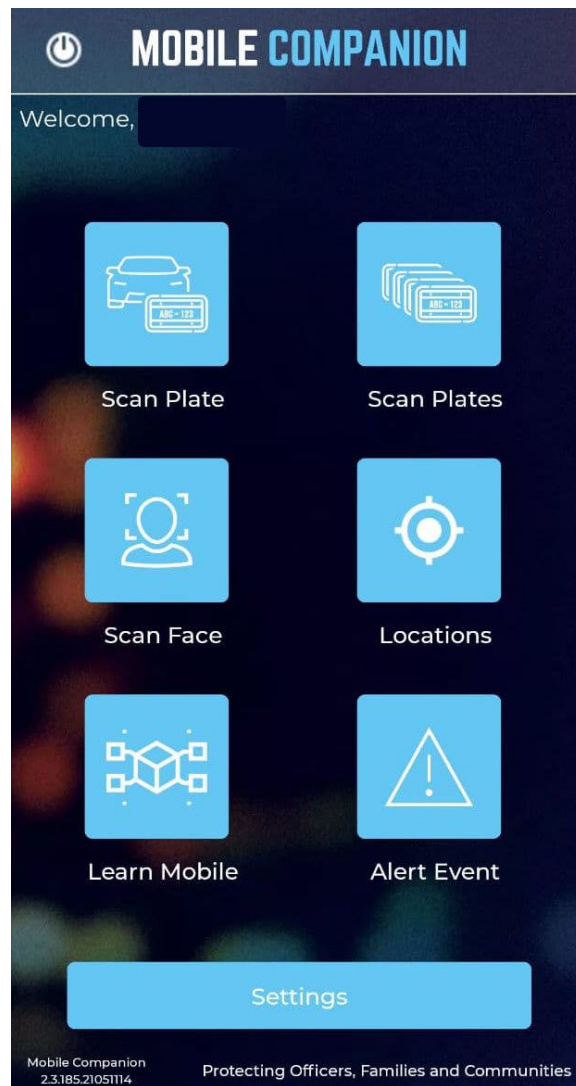 MOBILE COMPANION
Welcome,
ABC - 123
ABC - 123
Scan Plate
Scan Plates
Scan Face
Locations
Learn Mobile
Alert Event
Settings
Mobile Companion
2.3.185.21051114
Protecting Officers, Families and Communities